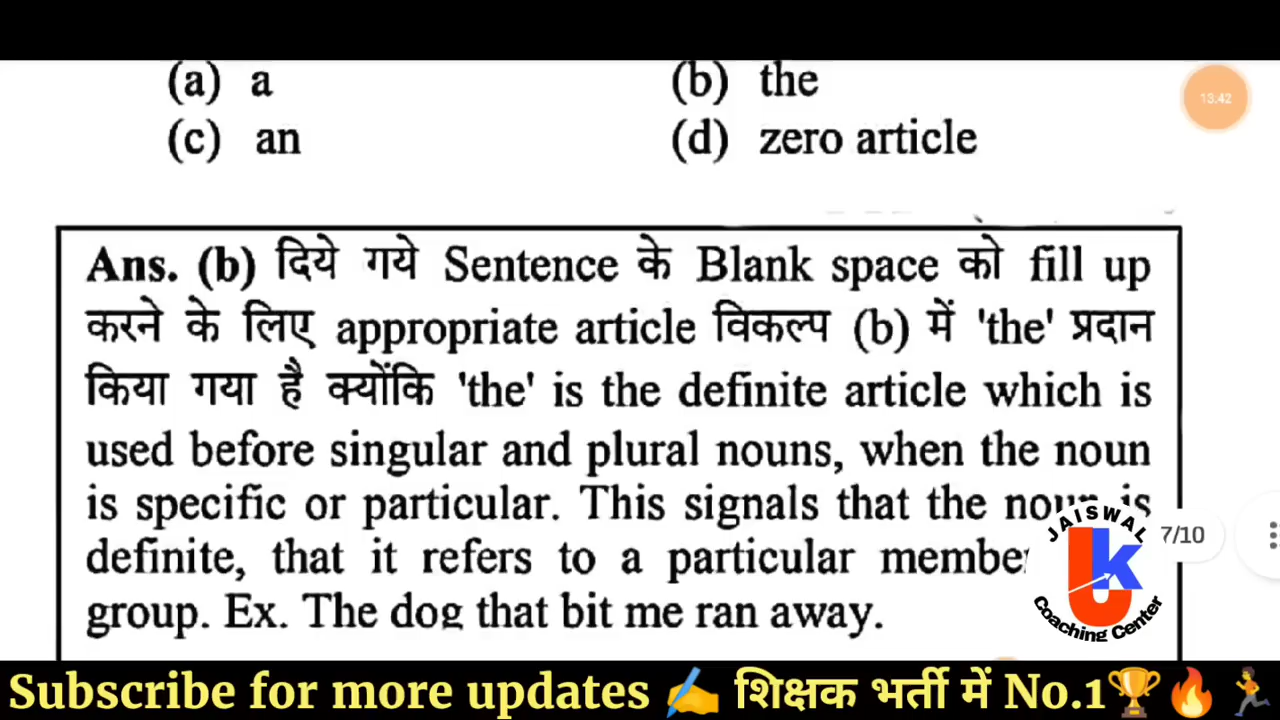 (a) a (b) the
13:42
(c) an (d) zero article
Ans. (b) दिये गये Sentence के Blank space को fill up
करने के लिए appropriate article विकल्प (b) में 'the' प्रदान
किया गया है क्योंकि 'the' is the definite article which is
used before singular and plural nouns, when the noun
is specific or particular. This signals that the noun is
definite, that it refers to a particular
group. Ex. The dog that bit me ran away.
JAISWAL
7/10
UK
Coaching Center
Subscribe for more updates ✍️ शिक्षक भर्ती में No.1🏆🔥🏃